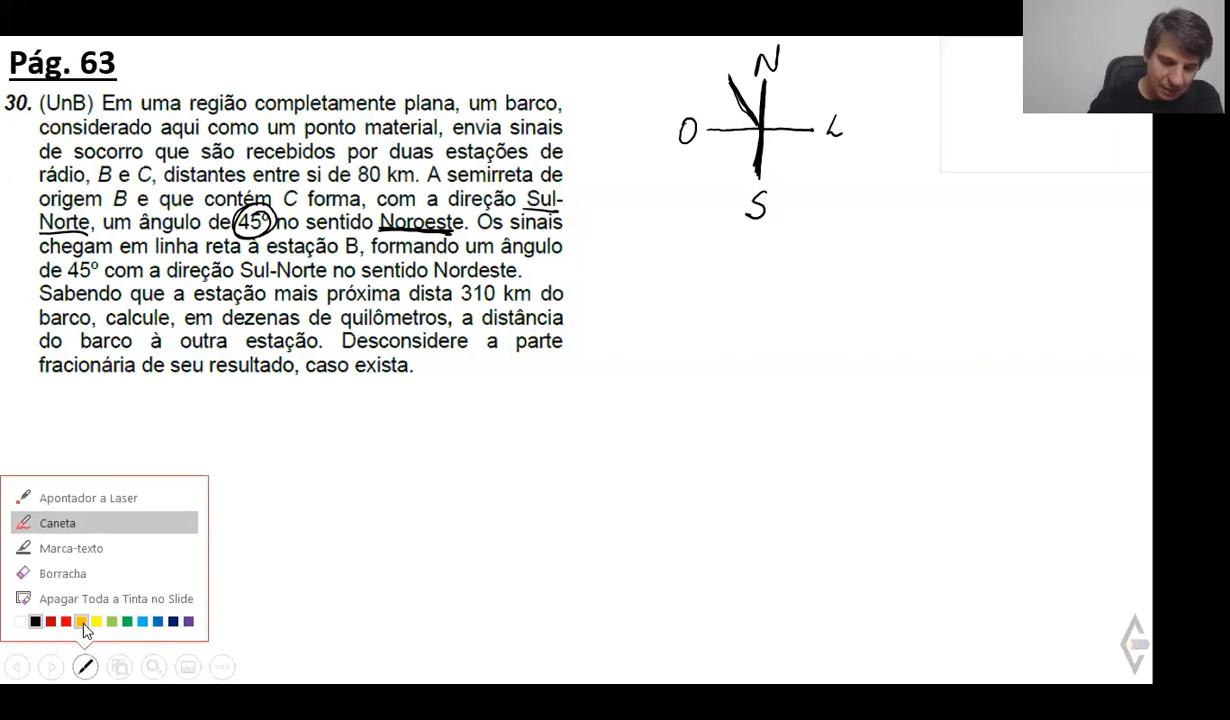 Pág. 63
30. (UnB) Em uma região completamente plana, um barco,
considerado aqui como um ponto material, envia sinais
de socorro que são recebidos por duas estações de
rádio, B e C, distantes entre si de 80 km. A semirreta de
origem B e que contém C forma, com a direção Sul-
Norte, um ângulo de 45º no sentido Noroeste. Os sinais
chegam em linha reta à estação B, formando um ângulo
de 45º com a direção Sul-Norte no sentido Nordeste.
Sabendo que a estação mais próxima dista 310 km do
barco, calcule, em dezenas de quilômetros, a distância
do barco à outra estação. Desconsidere a parte
fracionária de seu resultado, caso exista.
N
O L
S
Apontador a Laser
Caneta
Marca-texto
Borracha
Apagar Toda a Tinta no Slide